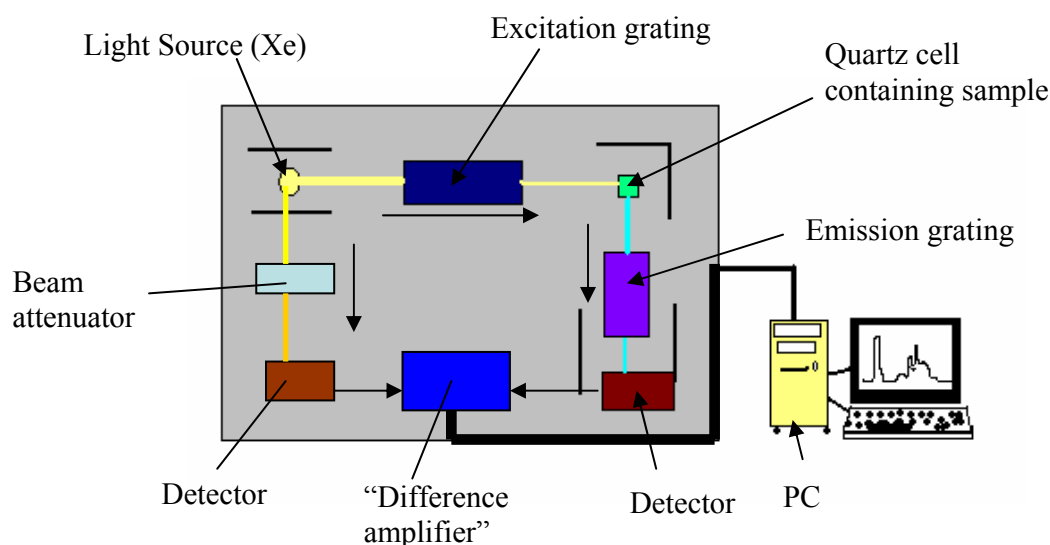 Light Source (Xe)
Excitation grating
Quartz cell
containing sample
Emission grating
Beam
attenuator
Detector
“Difference
amplifier”
Detector
PC